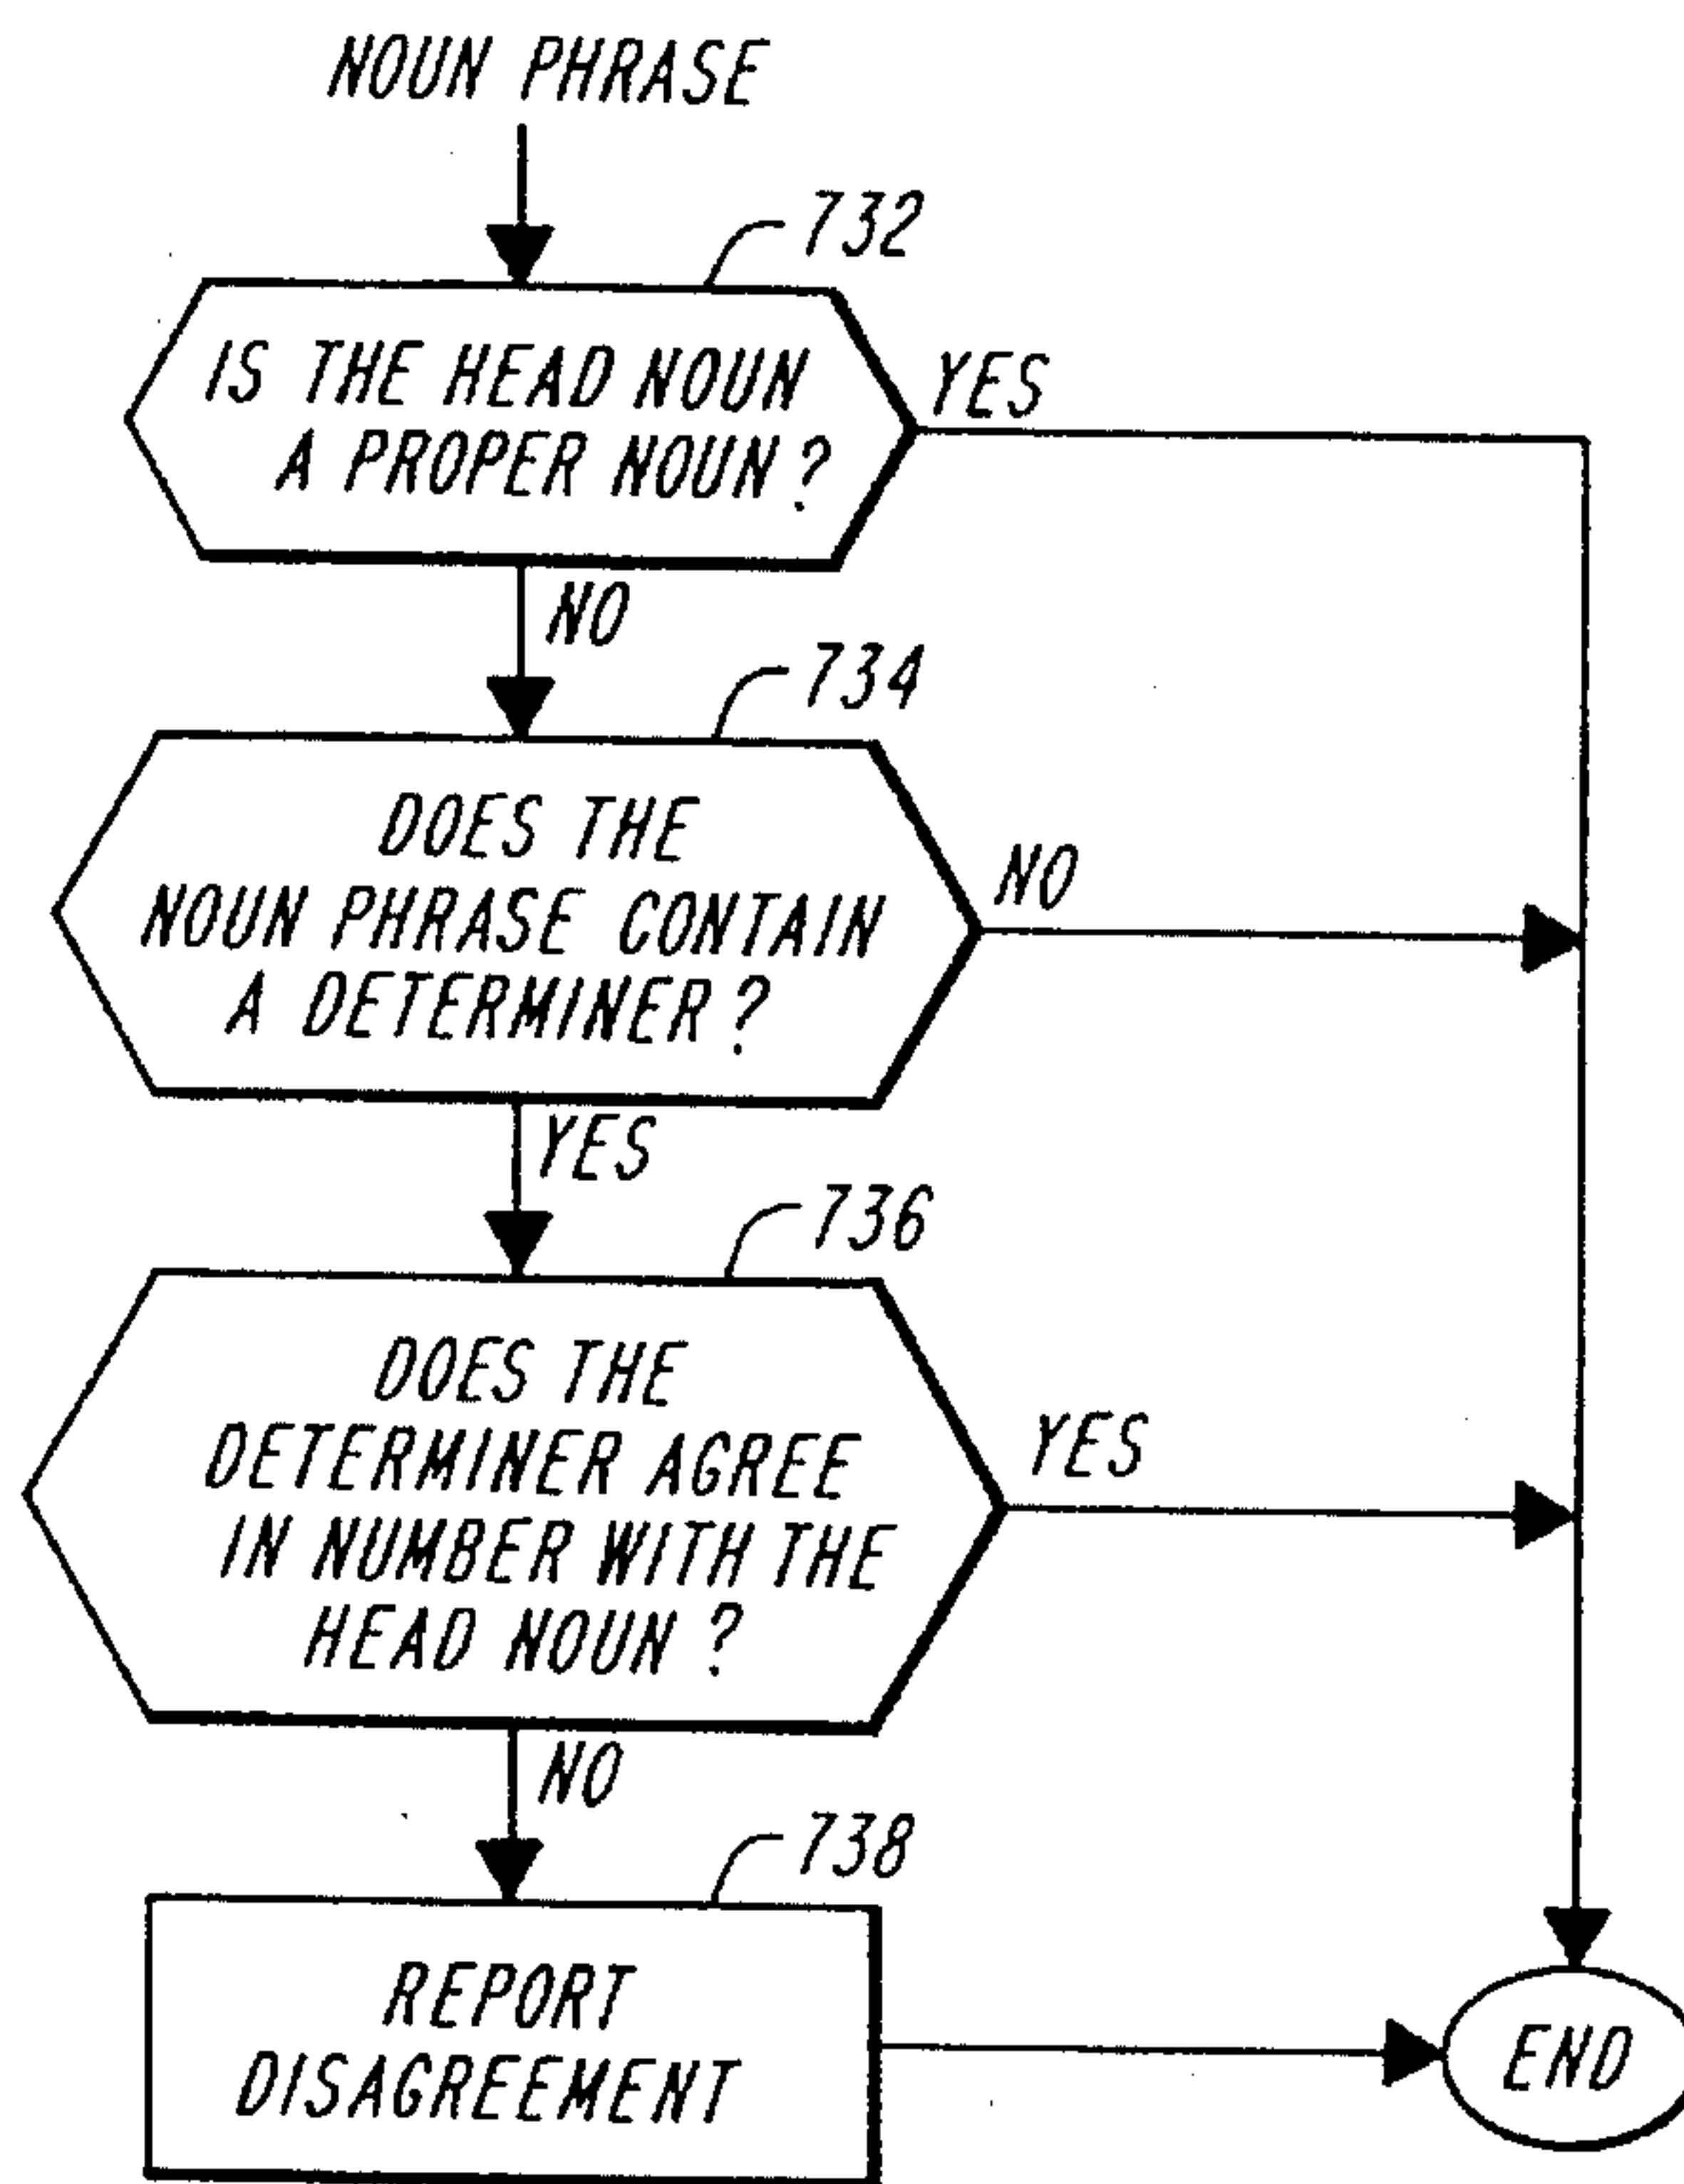 NOUN PHRASE
732
IS THE HEAD NOUN
A PROPER NOUN?
YES
NO
734
DOES THE
NOUN PHRASE CONTAIN
A DETERMINER?
NO
YES
736
DOES THE
DETERMINER AGREE
IN NUMBER WITH THE
HEAD NOUN?
YES
NO
738
REPORT
DISAGREEMENT
END